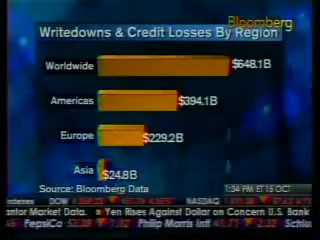 Bloomberg
Writedowns & Credit Losses By Region
Worldwide $648.1B
Americas $394.1B
Europe $229.2B
Asia $24.8B
Source: Bloomberg Data
1:34 PM ET 15 OCT
ndexes DOW NASDAQ
antor Market Data. Yen Rises Against Dollar on Concern U.S. Bank
PepsiCo Philip Morris Intl Schlu